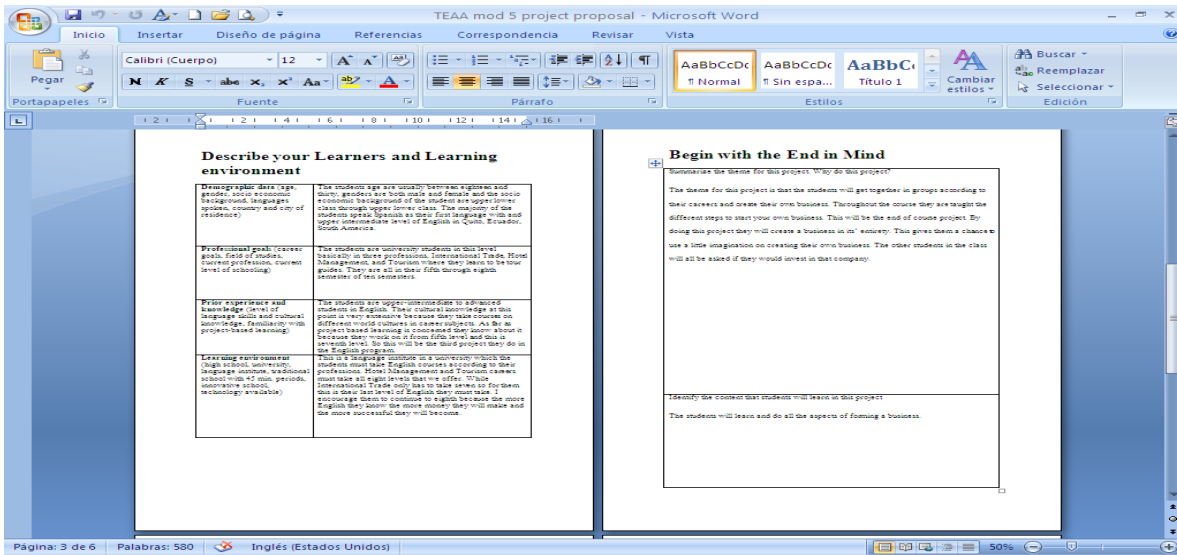 TEAA mod 5 project proposal - Microsoft Word
Inicio Insertar Diseño de página Referencias Correspondencia Revisar Vista
Pegar
Calibri (Cuerpo) 12
N K S abe x₂ x² Aa
AaBbCcDc AaBbCcDc AaBbC
¶ Normal ¶ Sin espa... Título 1
Cambiar estilos
Buscar
Reemplazar
Seleccionar
Portapapeles Fuente Párrafo Estilos Edición
2 2 4 6 8 10 12 14 16
Describe your Learners and Learning
environment
Demographic data (age,
gender, socio economic
background, languages
spoken, country and city of
residence)
The students age are usually between eighteen and
thirty, genders are both male and female and the socio
economic background of the student are upper lower
class through upper lower class. The majority of the
students speak Spanish as their first language with and
upper intermediate level of English in Quito, Ecuador,
South America.
Professional goals (career
goals, field of studies,
current profession, current
level of schooling)
The students are university students in this level
basically in three professions, International Trade, Hotel
Management, and Tourism where they learn to be tour
guides. They are all in their fifth through eighth
semester of ten semesters.
Prior experience and
knowledge (level of
language skills and cultural
knowledge, familiarity with
project-based learning)
The students are upper-intermediate to advanced
students in English. Their cultural knowledge at this
point is very extensive because they take courses on
different world cultures in career subjects. As far as
project based learning is concerned they know about it
because they work on it from fifth level and this is
seventh level. So this will be the third project they do in
the English program.
Learning environment
(high school, university,
language institute, traditional
school with 45 min. periods,
innovative school,
technology available)
This is a language institute in a university which the
students must take English courses according to their
professions. Hotel Management and Tourism careers
must take all eight levels that we offer. While
International Trade only has to take seven so for them
this is their last level of English they must take. I
encourage them to continue to eighth because the more
English they know the more money they will make and
the more successful they will become.
Begin with the End in Mind
Summarize the theme for this project. Why do this project?
The theme for this project is that the students will get together in groups according to
their careers and create their own business. Throughout the course they are taught the
different steps to start your own business. This will be the end of course project. By
doing this project they will create a business in its' entirety. This gives them a chance to
use a little imagination on creating their own business. The other students in the class
will all be asked if they would invest in that company.
Identify the content that students will learn in this project
The students will learn and do all the aspects of forming a business.
Página: 3 de 6 Palabras: 580 Inglés (Estados Unidos) 50%